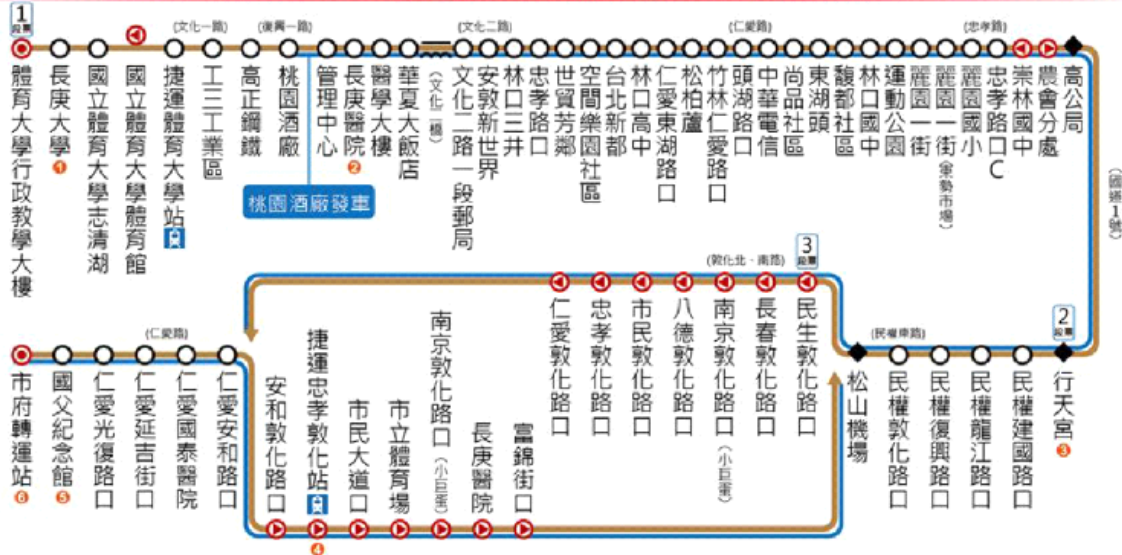 1
段票
(文化一路)
(復興一路)
(文化二路)
(仁愛路)
(忠孝路)
體育大學行政教學大樓
長庚大學
1
國立體育大學志清湖
國立體育大學體育館
捷運體育大學站
工三工業區
高正鋼鐵
桃園酒廠
管理中心
長庚醫院
2
醫學大樓
華夏大飯店
(文化一橋)
文化二路一段郵局
安敦新世界
林口三井
忠孝路口
世貿芳鄰
空間樂園社區
台北新都
林口高中
仁愛東湖路口
松柏蘆
竹林仁愛路口
頭湖路口
中華電信
尚品社區
東湖頭
馥都社區
林口國中
運動公園
麗園一街
麗園一街(東勢市場)
麗園國小
忠孝路口C
崇林國中
農會分處
高公局
桃園酒廠發車
(國道1號)
(敦化北、南路)
3
段票
仁愛敦化路口
忠孝敦化路口
市民敦化路口
八德敦化路口
南京敦化路口(小巨蛋)
長春敦化路口
民生敦化路口
(民權東路)
2
段票
松山機場
民權敦化路口
民權復興路口
民權龍江路口
民權建國路口
行天宮
3
(仁愛路)
市府轉運站
6
國父紀念館
5
仁愛光復路口
仁愛延吉街口
仁愛國泰醫院
仁愛安和路口
安和敦化路口
捷運忠孝敦化站
4
市民大道口
市立體育場
南京敦化路口(小巨蛋)
長庚醫院
富錦街口